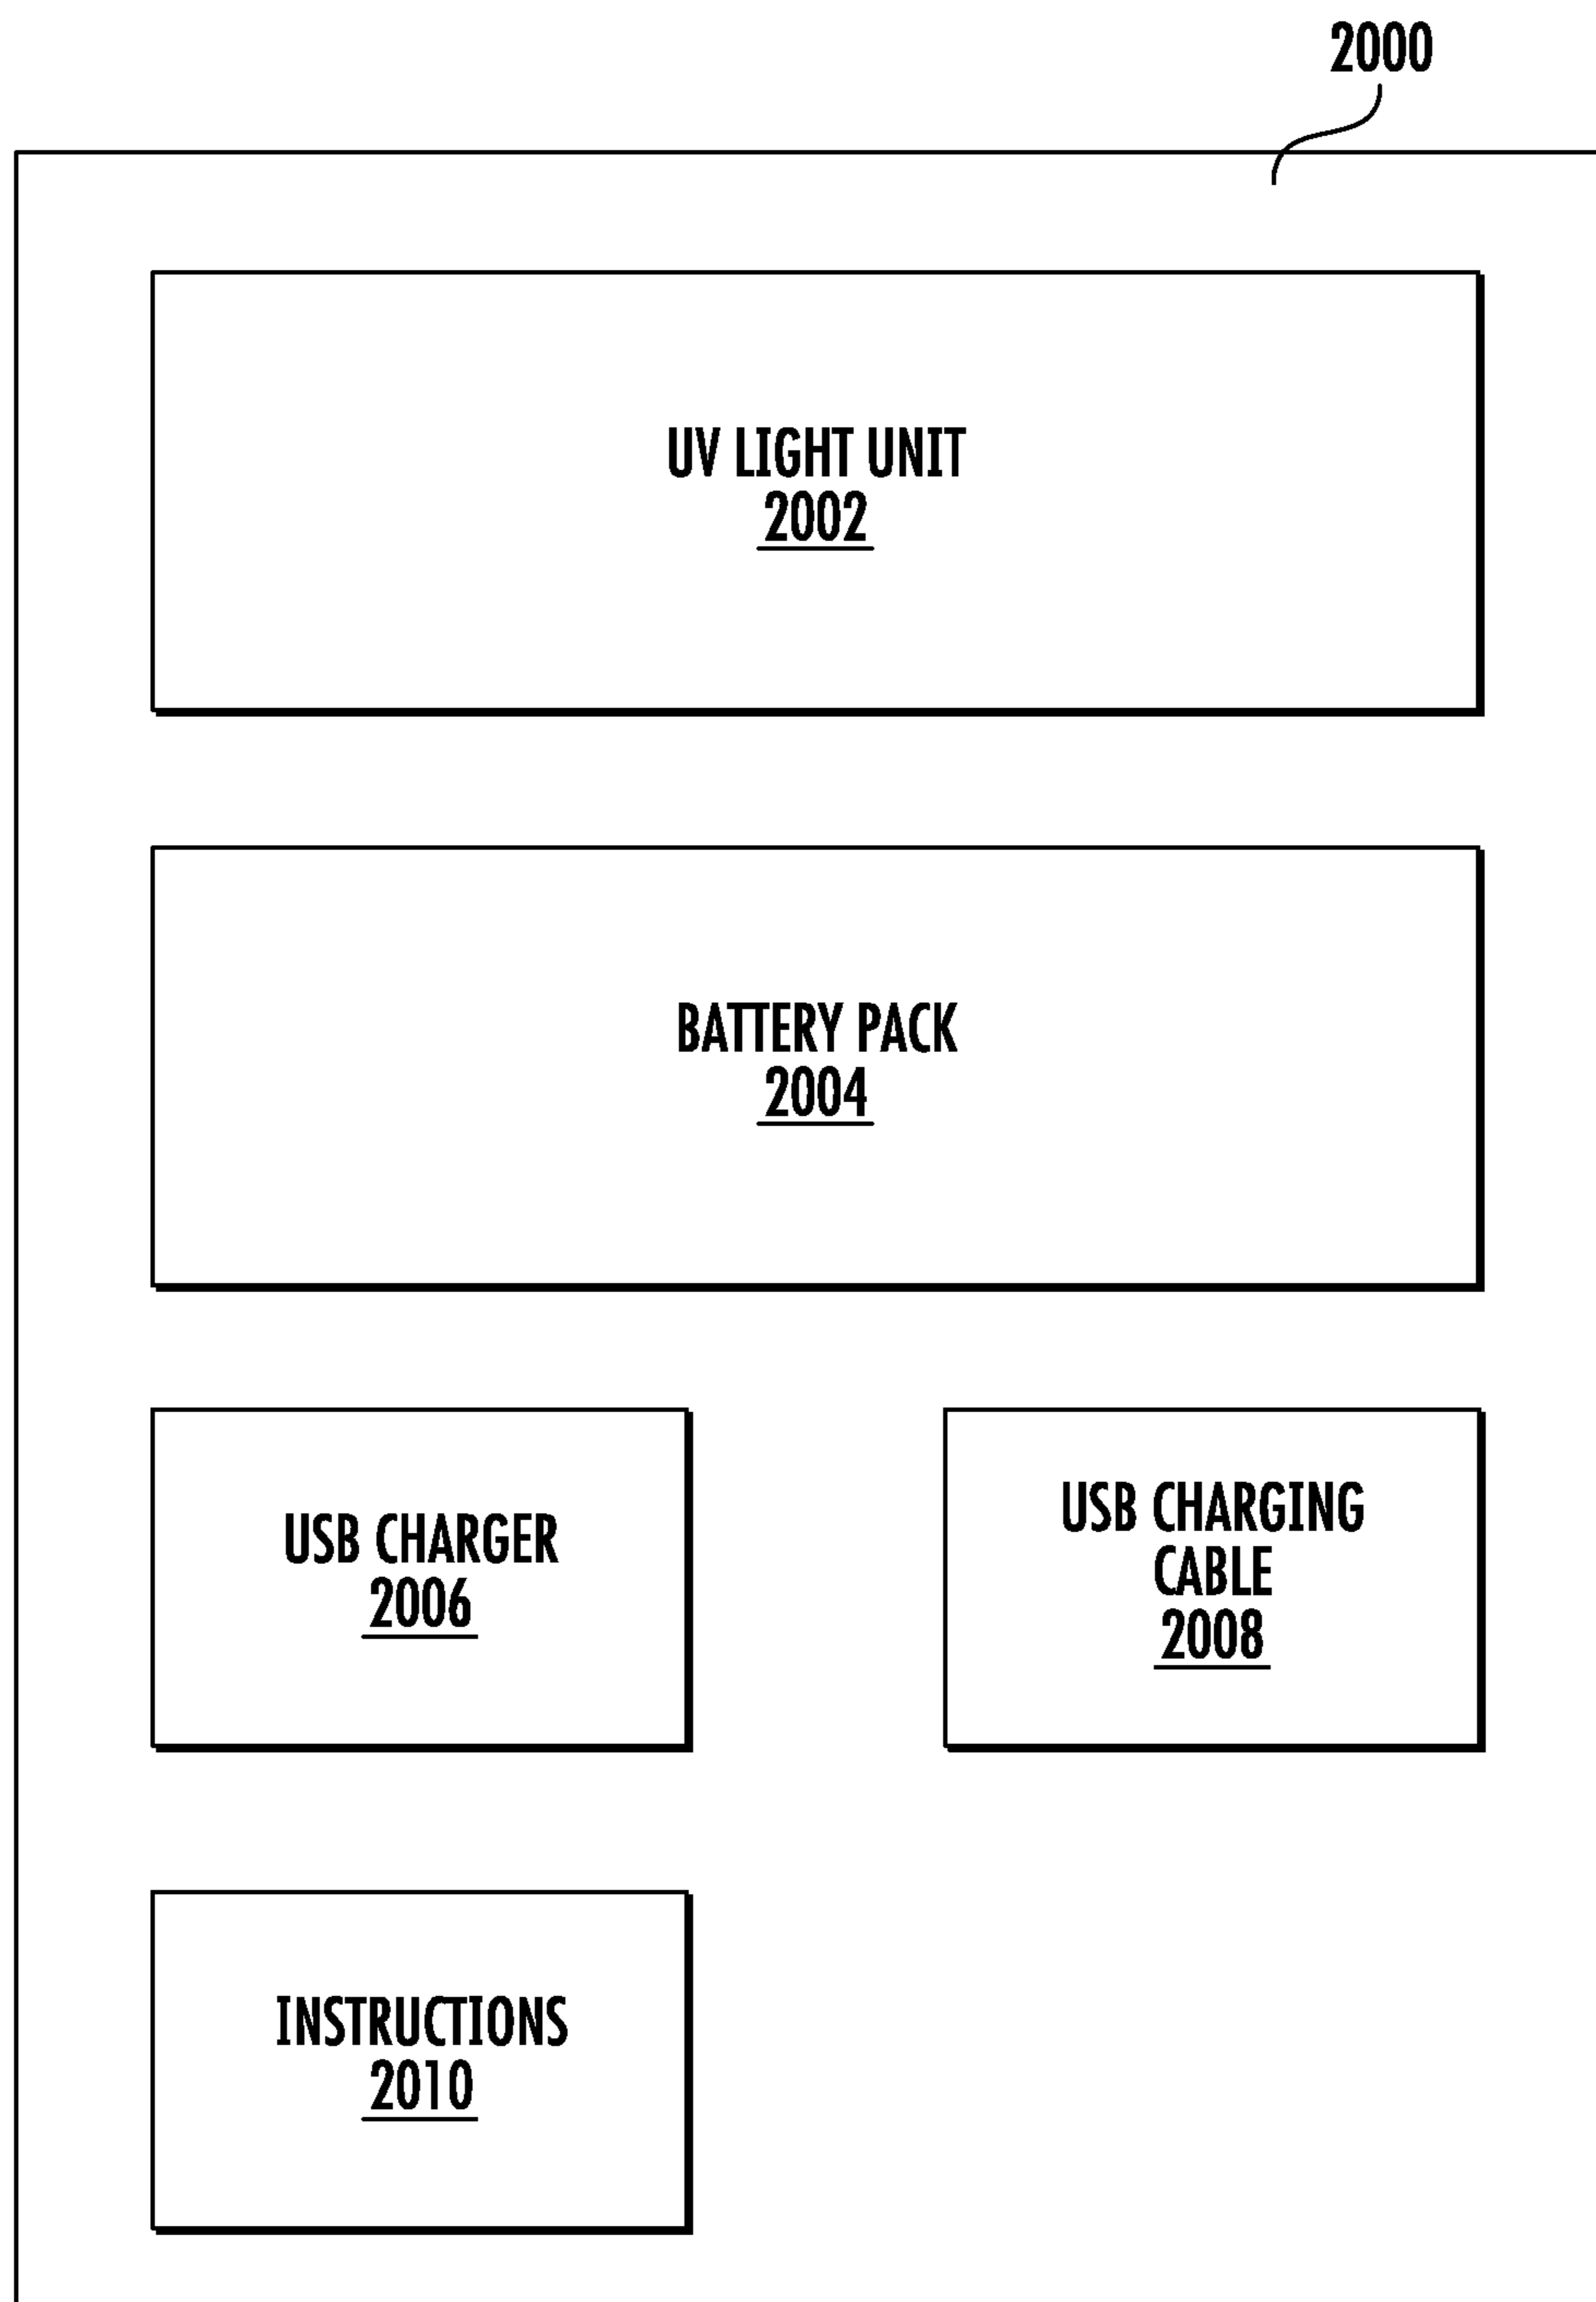 2000
UV LIGHT UNIT
2002
BATTERY PACK
2004
USB CHARGER
2006
USB CHARGING
CABLE
2008
INSTRUCTIONS
2010